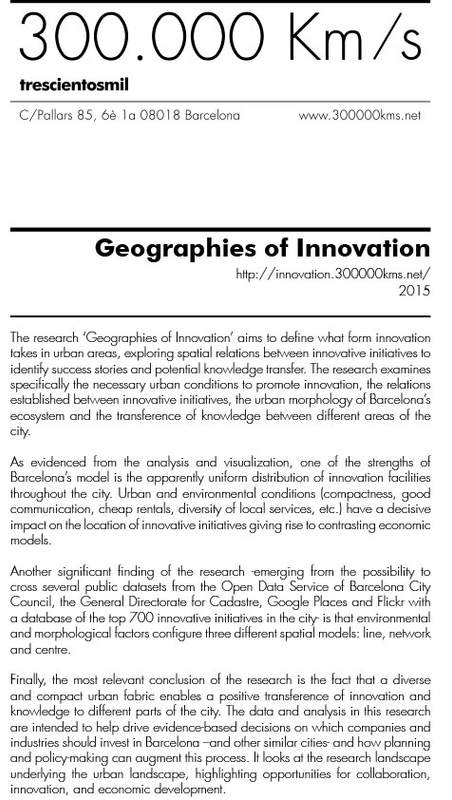 300.000 Km/s
trescientosmil
C/Pallars 85, 6è 1a 08018 Barcelona www.300000kms.net
Geographies of Innovation
http://innovation.300000kms.net/
2015
The research ‘Geographies of Innovation’ aims to define what form innovation
takes in urban areas, exploring spatial relations between innovative initiatives to
identify success stories and potential knowledge transfer. The research examines
specifically the necessary urban conditions to promote innovation, the relations
established between innovative initiatives, the urban morphology of Barcelona’s
ecosystem and the transference of knowledge between different areas of the
city.
As evidenced from the analysis and visualization, one of the strengths of
Barcelona’s model is the apparently uniform distribution of innovation facilities
throughout the city. Urban and environmental conditions (compactness, good
communication, cheap rentals, diversity of local services, etc.) have a decisive
impact on the location of innovative initiatives giving rise to contrasting economic
models.
Another significant finding of the research -emerging from the possibility to
cross several public datasets from the Open Data Service of Barcelona City
Council, the General Directorate for Cadastre, Google Places and Flickr with
a database of the top 700 innovative initiatives in the city- is that environmental
and morphological factors configure three different spatial models: line, network
and centre.
Finally, the most relevant conclusion of the research is the fact that a diverse
and compact urban fabric enables a positive transference of innovation and
knowledge to different parts of the city. The data and analysis in this research
are intended to help drive evidence-based decisions on which companies and
industries should invest in Barcelona –and other similar cities- and how planning
and policy-making can augment this process. It looks at the research landscape
underlying the urban landscape, highlighting opportunities for collaboration,
innovation, and economic development.